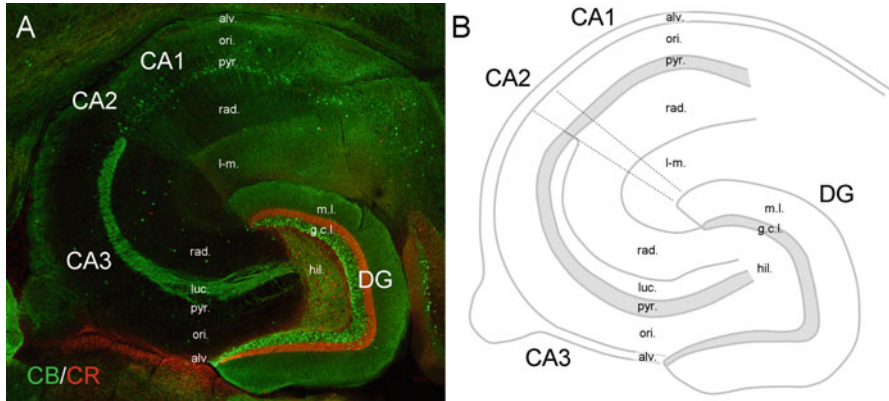 A
CA1
CA2
CA3
DG
alv.
ori.
pyr.
rad.
l-m.
m.l.
g.c.l.
hil.
rad.
luc.
pyr.
ori.
alv.
CB/CR
B
CA1
CA2
CA3
DG
alv.
ori.
pyr.
rad.
l-m.
m.l.
g.c.l.
hil.
rad.
luc.
pyr.
ori.
alv.